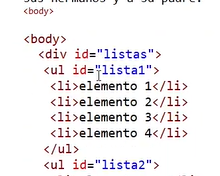 sus hermanos y a su padre.
<body>
<body>
<div id="listas">
<ul id="lista1">
<li>elemento 1</li>
<li>elemento 2</li>
<li>elemento 3</li>
<li>elemento 4</li>
</ul>
<ul id="lista2">